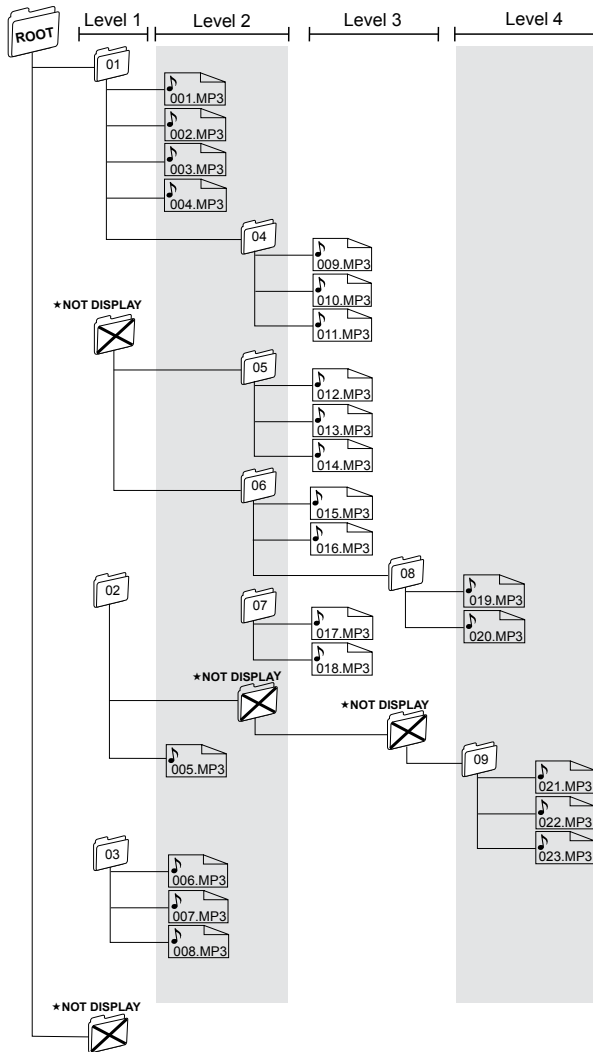 ROOT
Level 1 Level 2 Level 3 Level 4
01
001.MP3
002.MP3
003.MP3
004.MP3
04
009.MP3
010.MP3
011.MP3
★NOT DISPLAY
05
012.MP3
013.MP3
014.MP3
06
015.MP3
016.MP3
08
019.MP3
020.MP3
02
07
017.MP3
018.MP3
★NOT DISPLAY
★NOT DISPLAY
005.MP3
09
021.MP3
022.MP3
023.MP3
03
006.MP3
007.MP3
008.MP3
★NOT DISPLAY